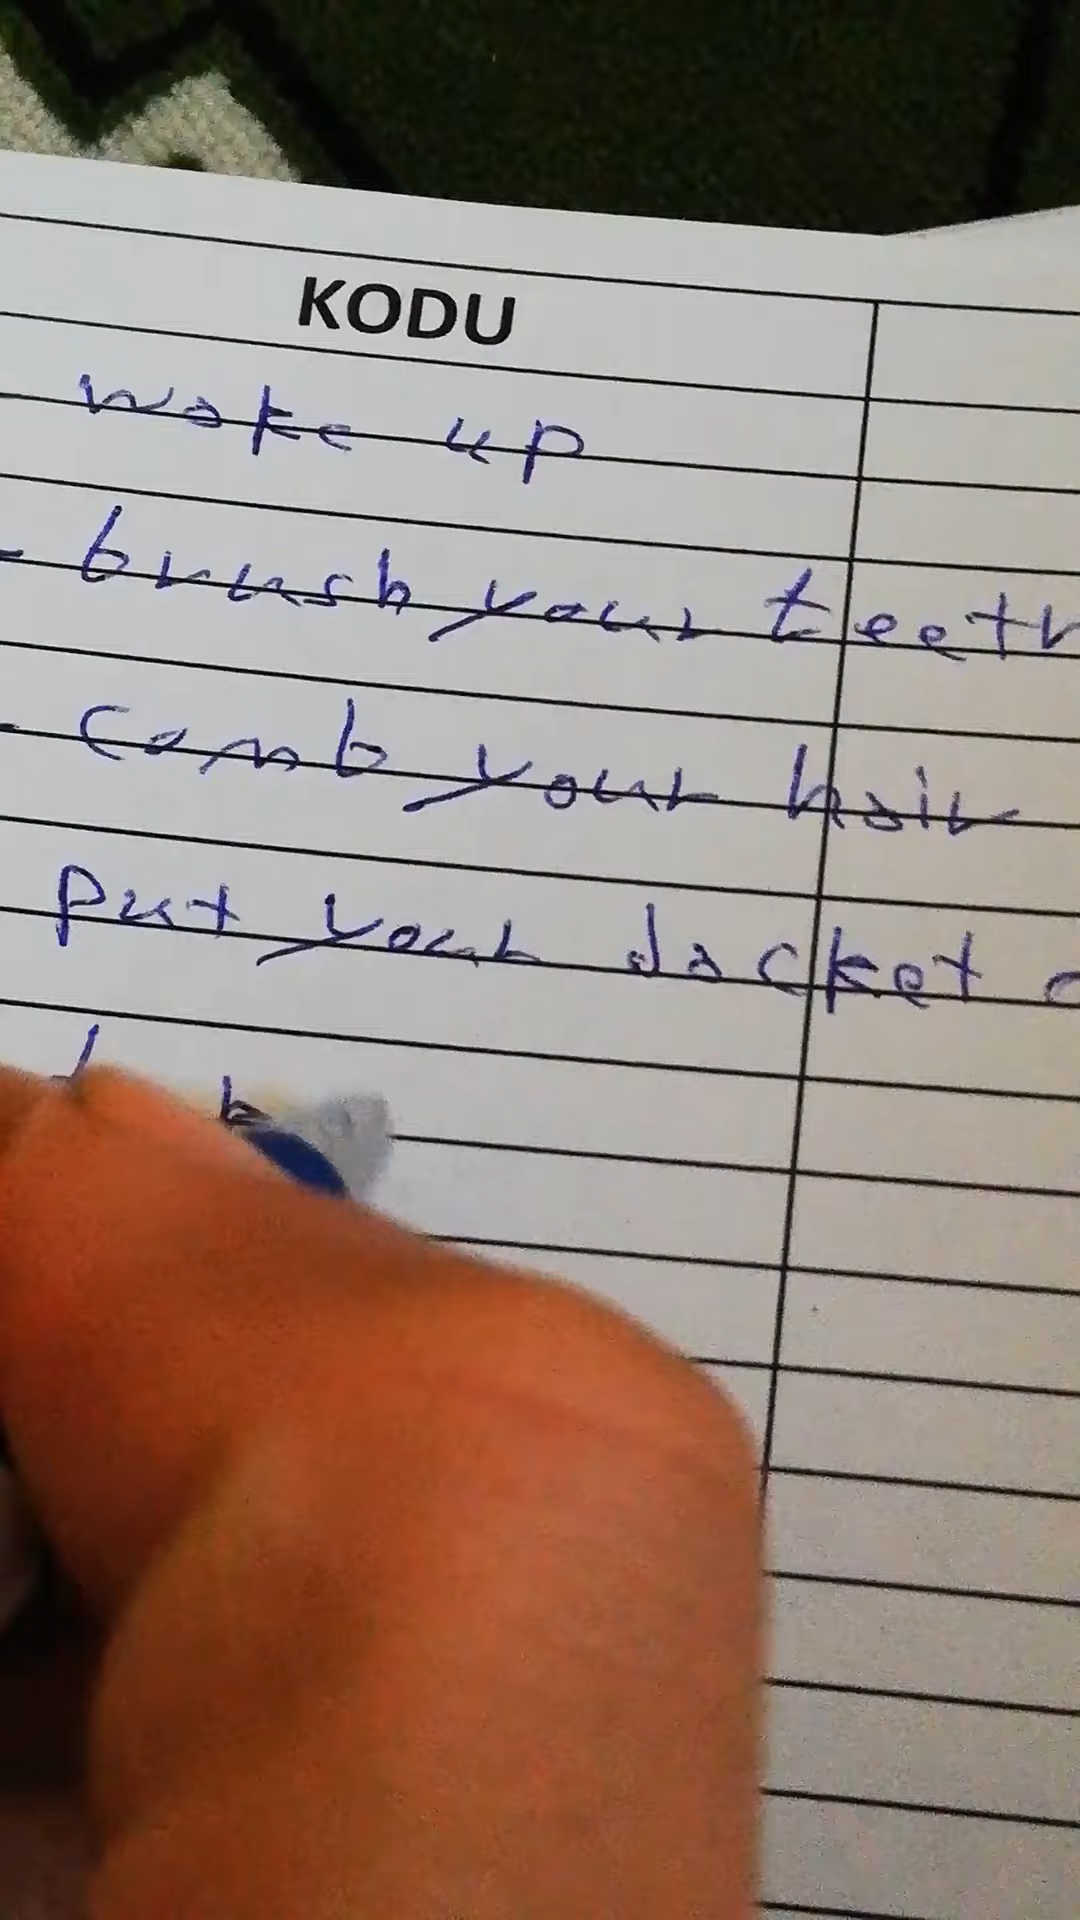 KODU
wake up
- brush your teeth
- comb your hair
put your jacket